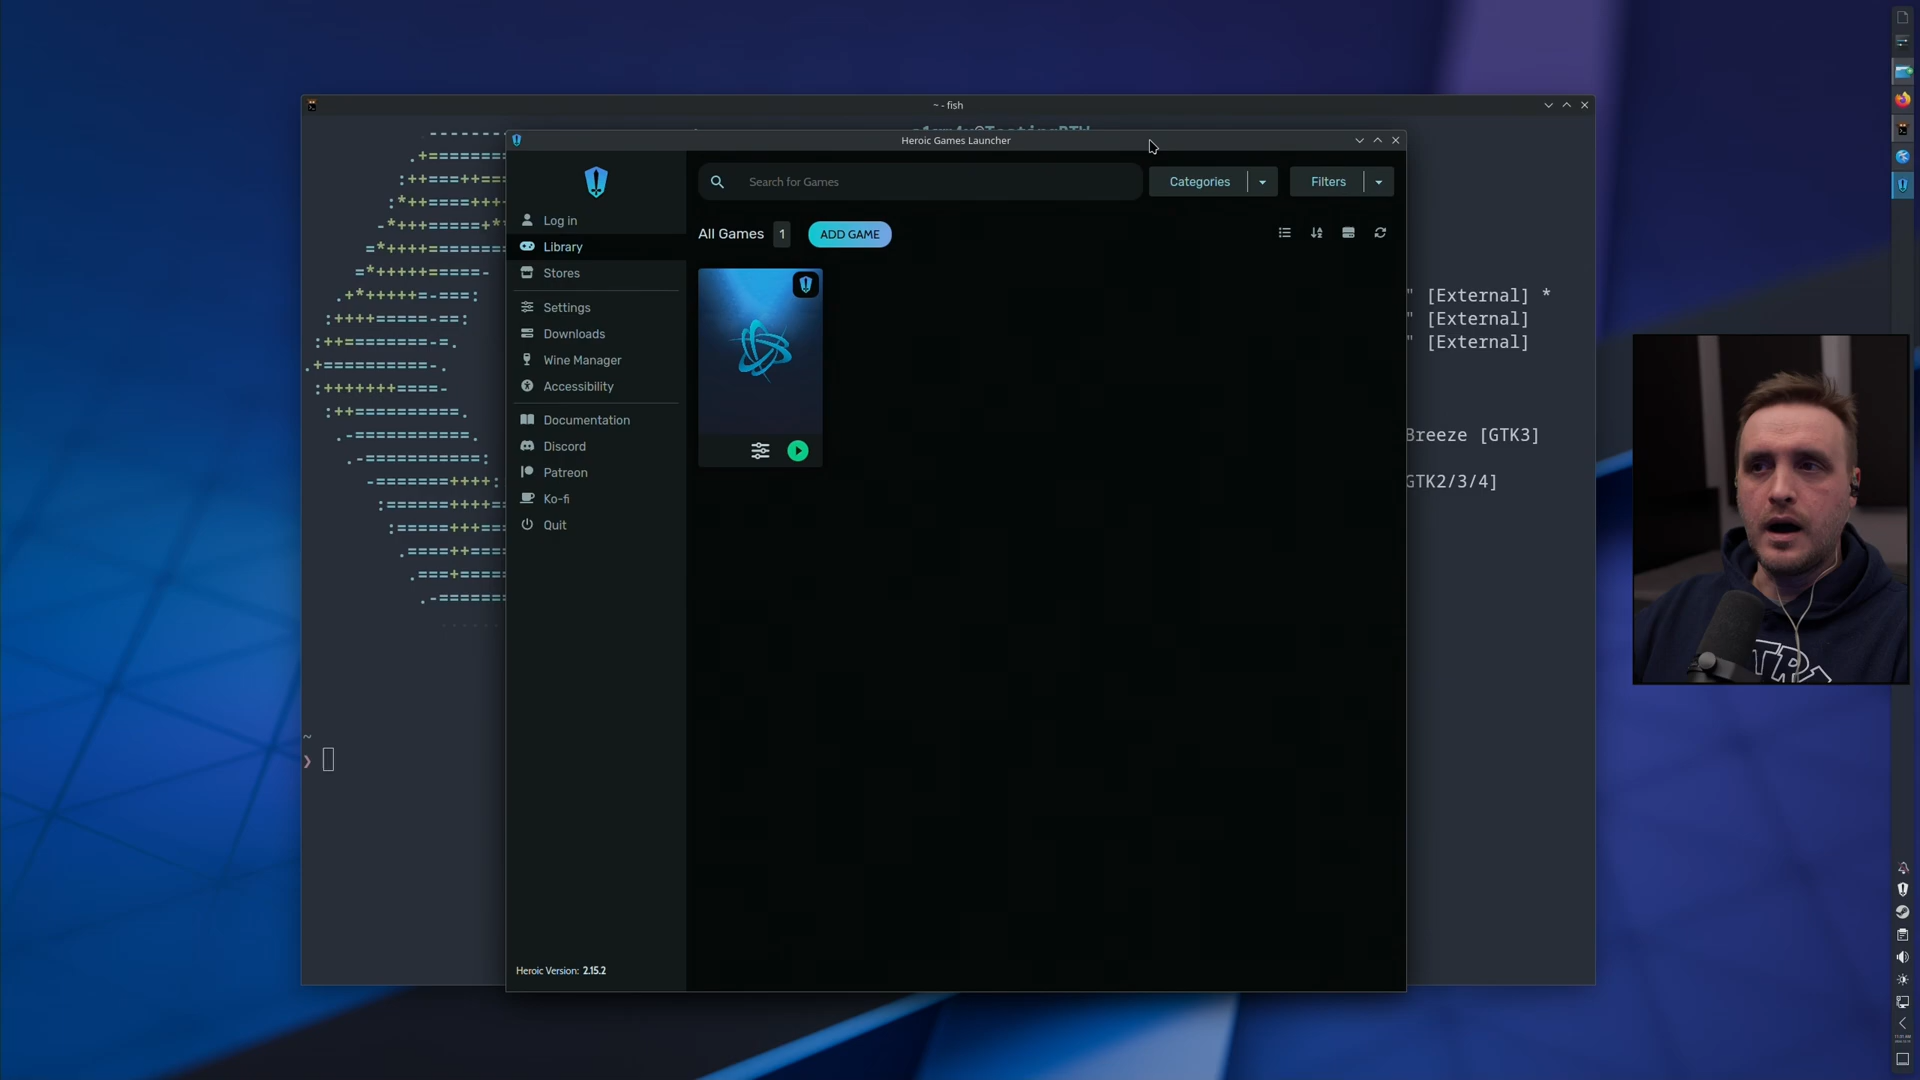 ~ - fish
Heroic Games Launcher
Search for Games
Categories
Filters
Log in
All Games 1 ADD GAME
Library
Stores
Settings
Downloads
Wine Manager
Accessibility
Documentation
Discord
Patreon
Ko-fi
Quit
Heroic Version: 2.15.2
" [External] *
" [External]
" [External]
Breeze [GTK3]
GTK2/3/4]
~
❯